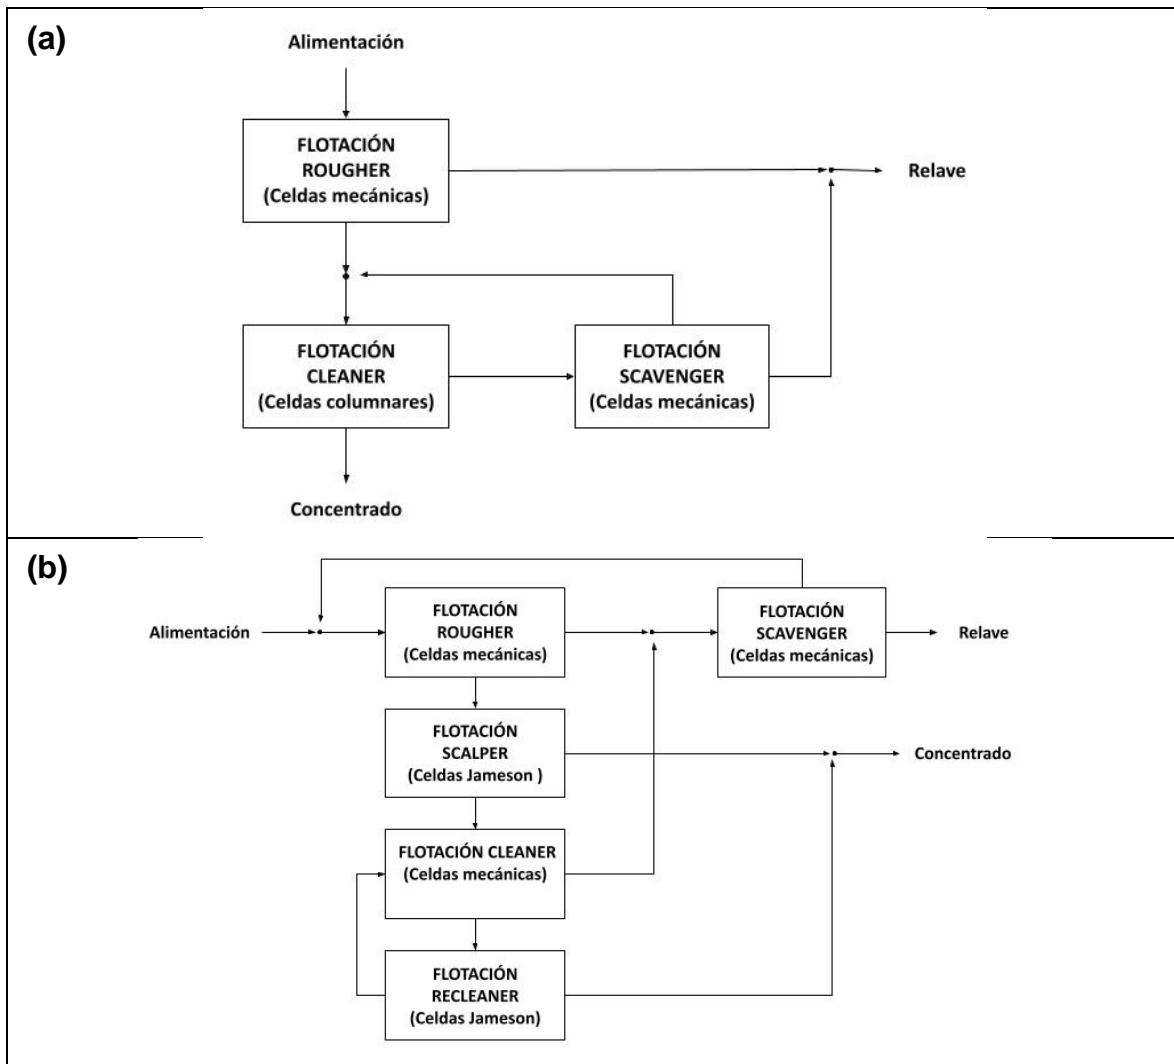 (a)
Alimentación
FLOTACIÓN
ROUGHER
(Celdas mecánicas)
Relave
FLOTACIÓN
CLEANER
(Celdas columnares)
FLOTACIÓN
SCAVENGER
(Celdas mecánicas)
Concentrado
(b)
Alimentación
FLOTACIÓN
ROUGHER
(Celdas mecánicas)
FLOTACIÓN
SCAVENGER
(Celdas mecánicas)
Relave
FLOTACIÓN
SCALPER
(Celdas Jameson )
Concentrado
FLOTACIÓN CLEANER
(Celdas mecánicas)
FLOTACIÓN
RECLEANER
(Celdas Jameson)